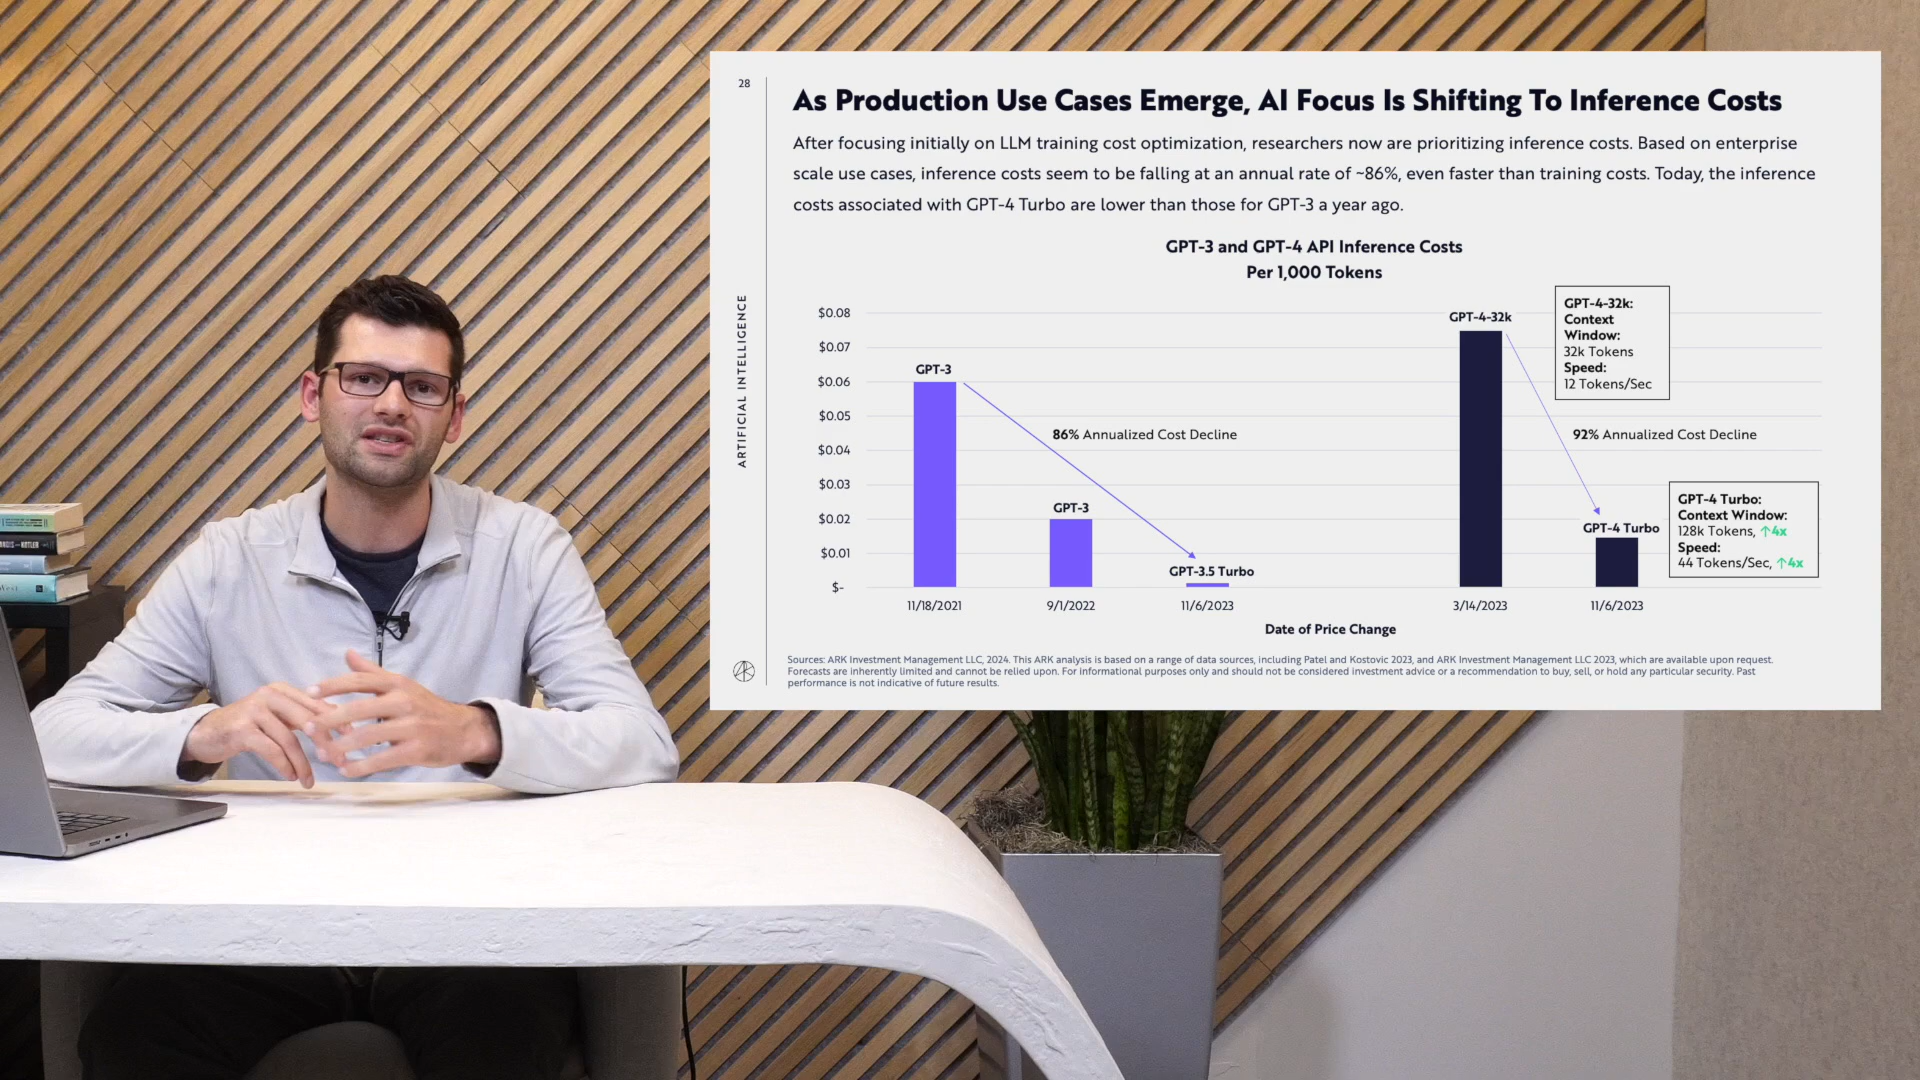 28
As Production Use Cases Emerge, AI Focus Is Shifting To Inference Costs
After focusing initially on LLM training cost optimization, researchers now are prioritizing inference costs. Based on enterprise
scale use cases, inference costs seem to be falling at an annual rate of ~86%, even faster than training costs. Today, the inference
costs associated with GPT-4 Turbo are lower than those for GPT-3 a year ago.
ARTIFICIAL INTELLIGENCE
GPT-3 and GPT-4 API Inference Costs
Per 1,000 Tokens
$0.08
$0.07
$0.06
$0.05
$0.04
$0.03
$0.02
$0.01
$-
GPT-3
86% Annualized Cost Decline
GPT-3
GPT-3.5 Turbo
GPT-4-32k
GPT-4-32k:
Context
Window:
32k Tokens
Speed:
12 Tokens/Sec
92% Annualized Cost Decline
GPT-4 Turbo
GPT-4 Turbo:
Context Window:
128k Tokens, ↑4x
Speed:
44 Tokens/Sec, ↑4x
11/18/2021
9/1/2022
11/6/2023
3/14/2023
11/6/2023
Date of Price Change
Sources: ARK Investment Management LLC, 2024. This ARK analysis is based on a range of data sources, including Patel and Kostovic 2023, and ARK Investment Management LLC 2023, which are available upon request.
Forecasts are inherently limited and cannot be relied upon. For informational purposes only and should not be considered investment advice or a recommendation to buy, sell, or hold any particular security. Past
performance is not indicative of future results.